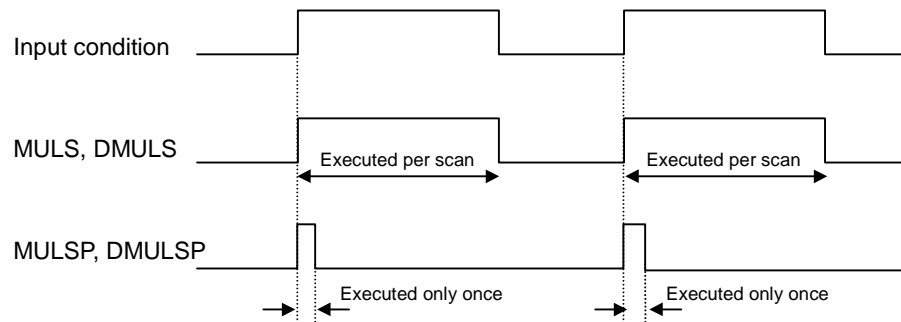 Input condition
MULS, DMULS
Executed per scan
Executed per scan
MULSP, DMULSP
Executed only once
Executed only once